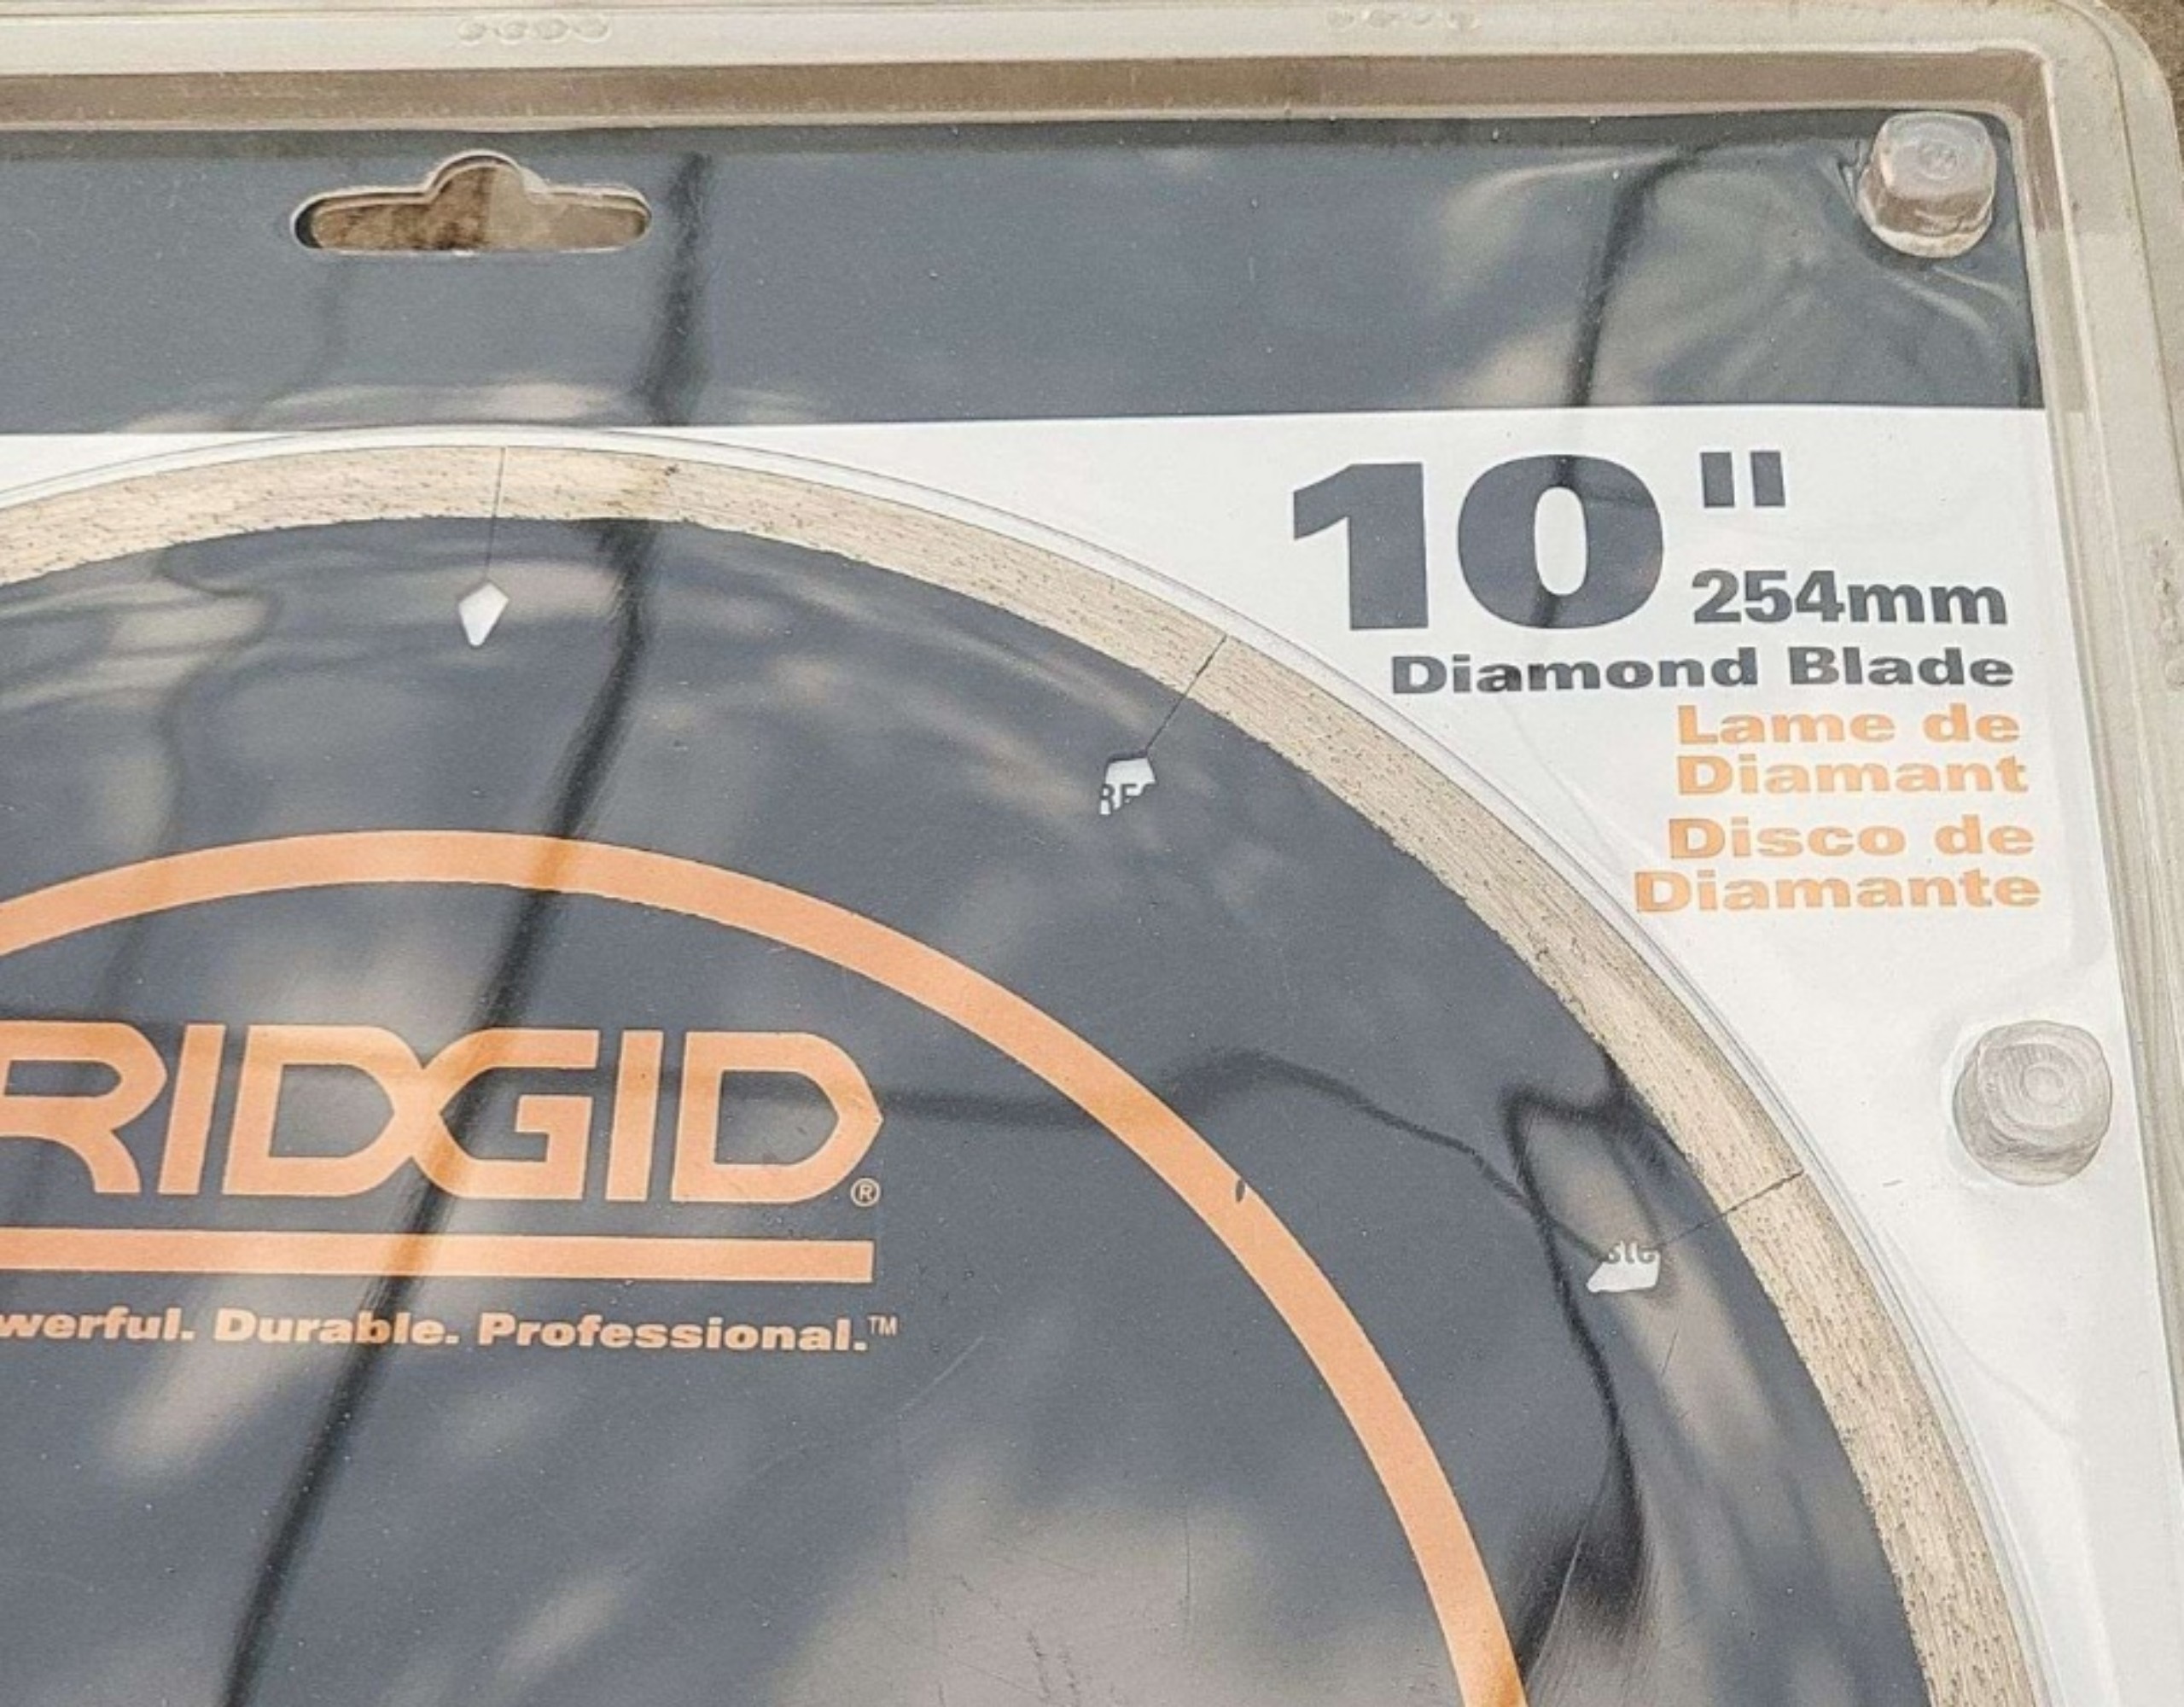 10" 254mm
Diamond Blade
Lame de
Diamant
Disco de
Diamante
RIDGID®
werful. Durable. Professional.™